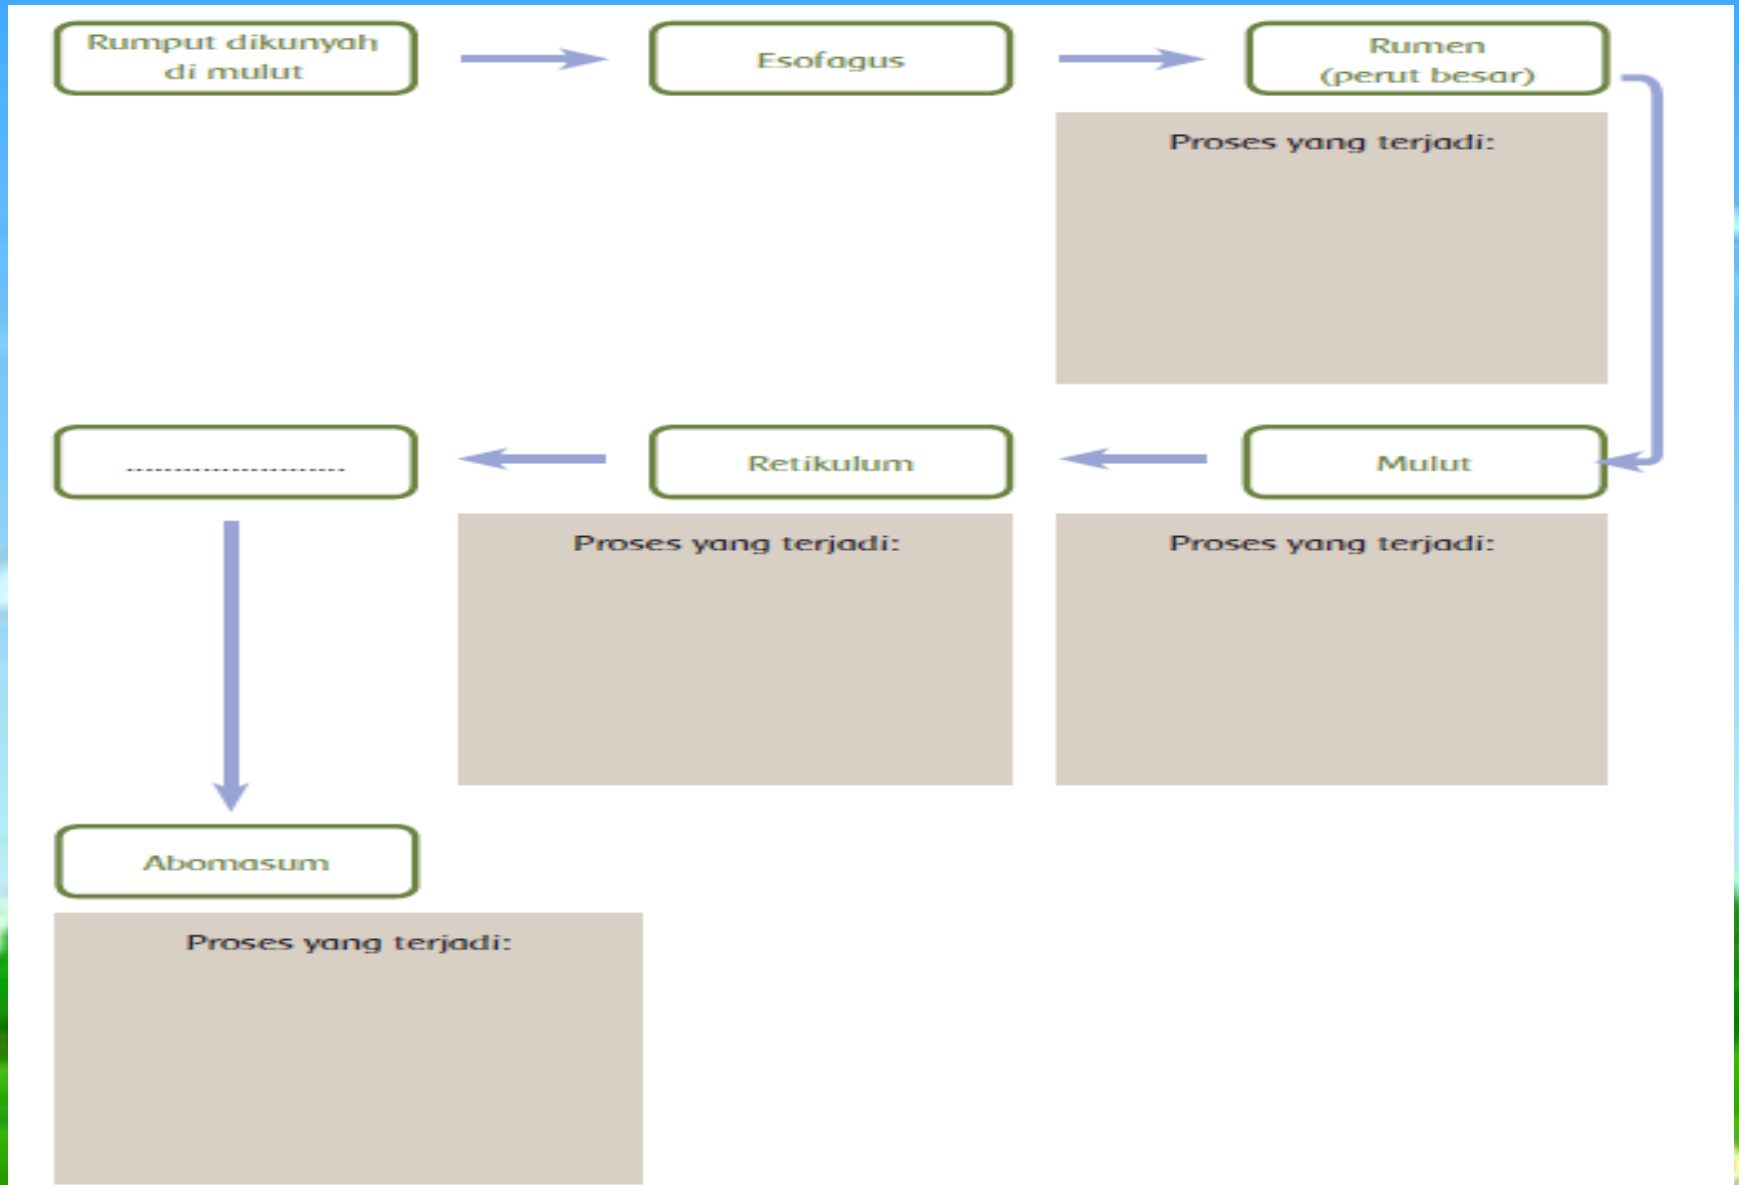 Rumput dikunyah
di mulut
Esofagus
Rumen
(perut besar)
Proses yang terjadi:
Mulut
Proses yang terjadi:
Retikulum
Proses yang terjadi:
.......................
Abomasum
Proses yang terjadi: